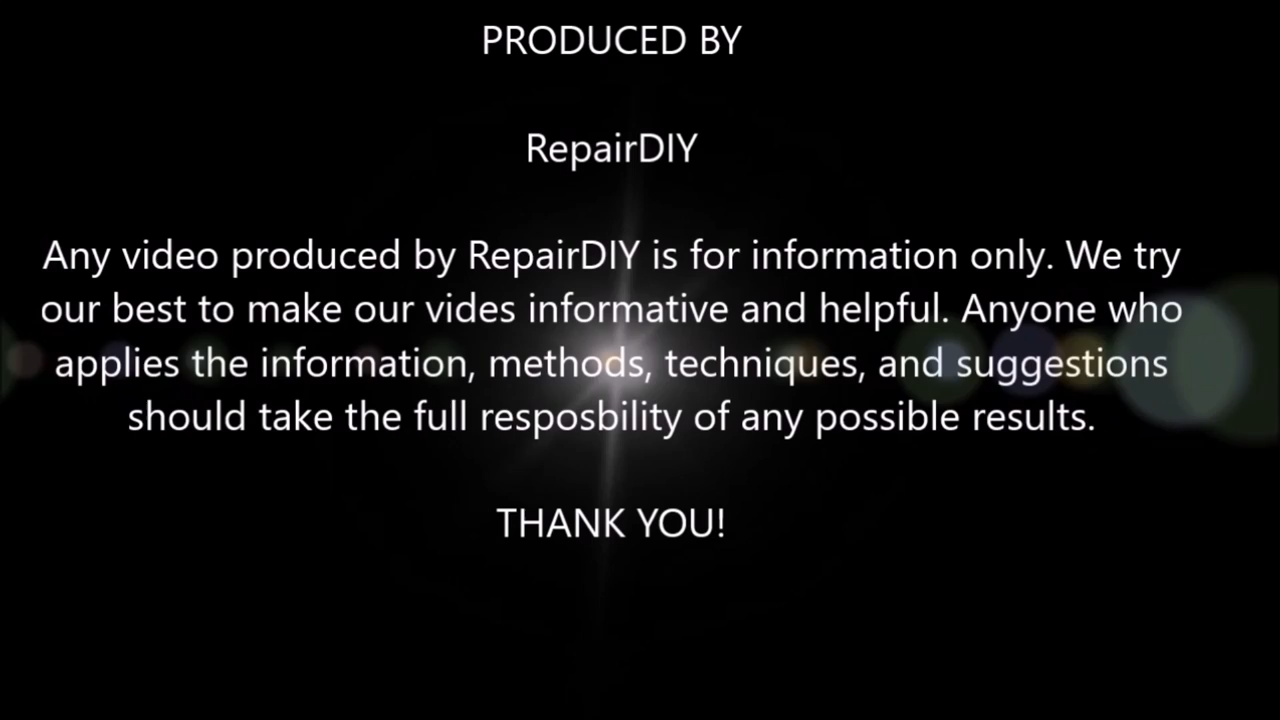 PRODUCED BY
RepairDIY
Any video produced by RepairDIY is for information only. We try
our best to make our vides informative and helpful. Anyone who
applies the information, methods, techniques, and suggestions
should take the full resposbility of any possible results.
THANK YOU!